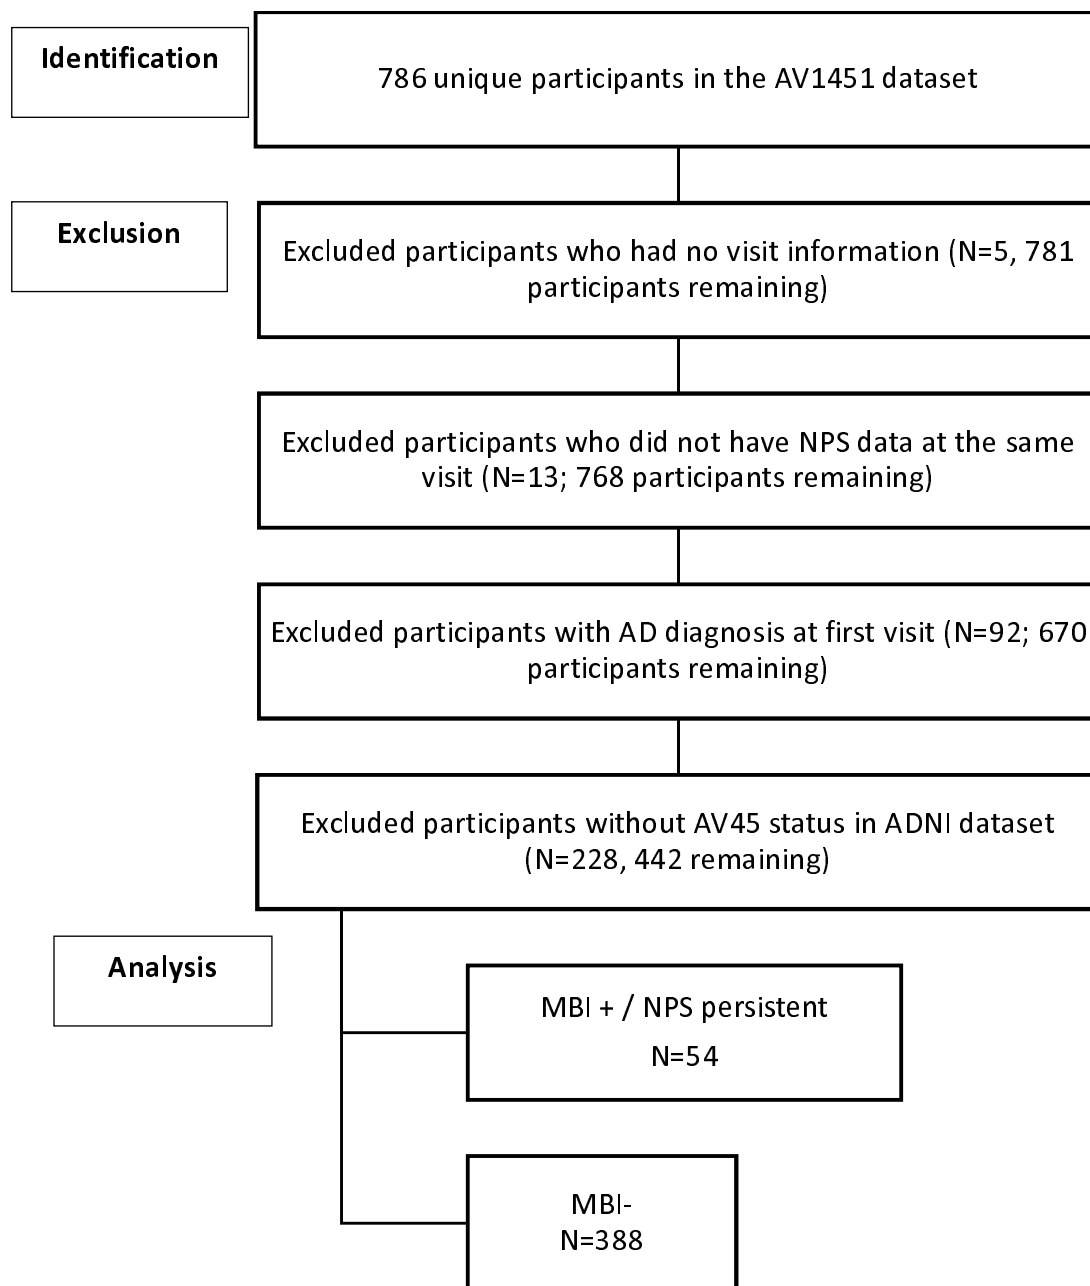 Identification
786 unique participants in the AV1451 dataset
Exclusion
Excluded participants who had no visit information (N=5, 781
participants remaining)
Excluded participants who did not have NPS data at the same
visit (N=13; 768 participants remaining)
Excluded participants with AD diagnosis at first visit (N=92; 670
participants remaining)
Excluded participants without AV45 status in ADNI dataset
(N=228, 442 remaining)
Analysis
MBI + / NPS persistent
N=54
MBI-
N=388